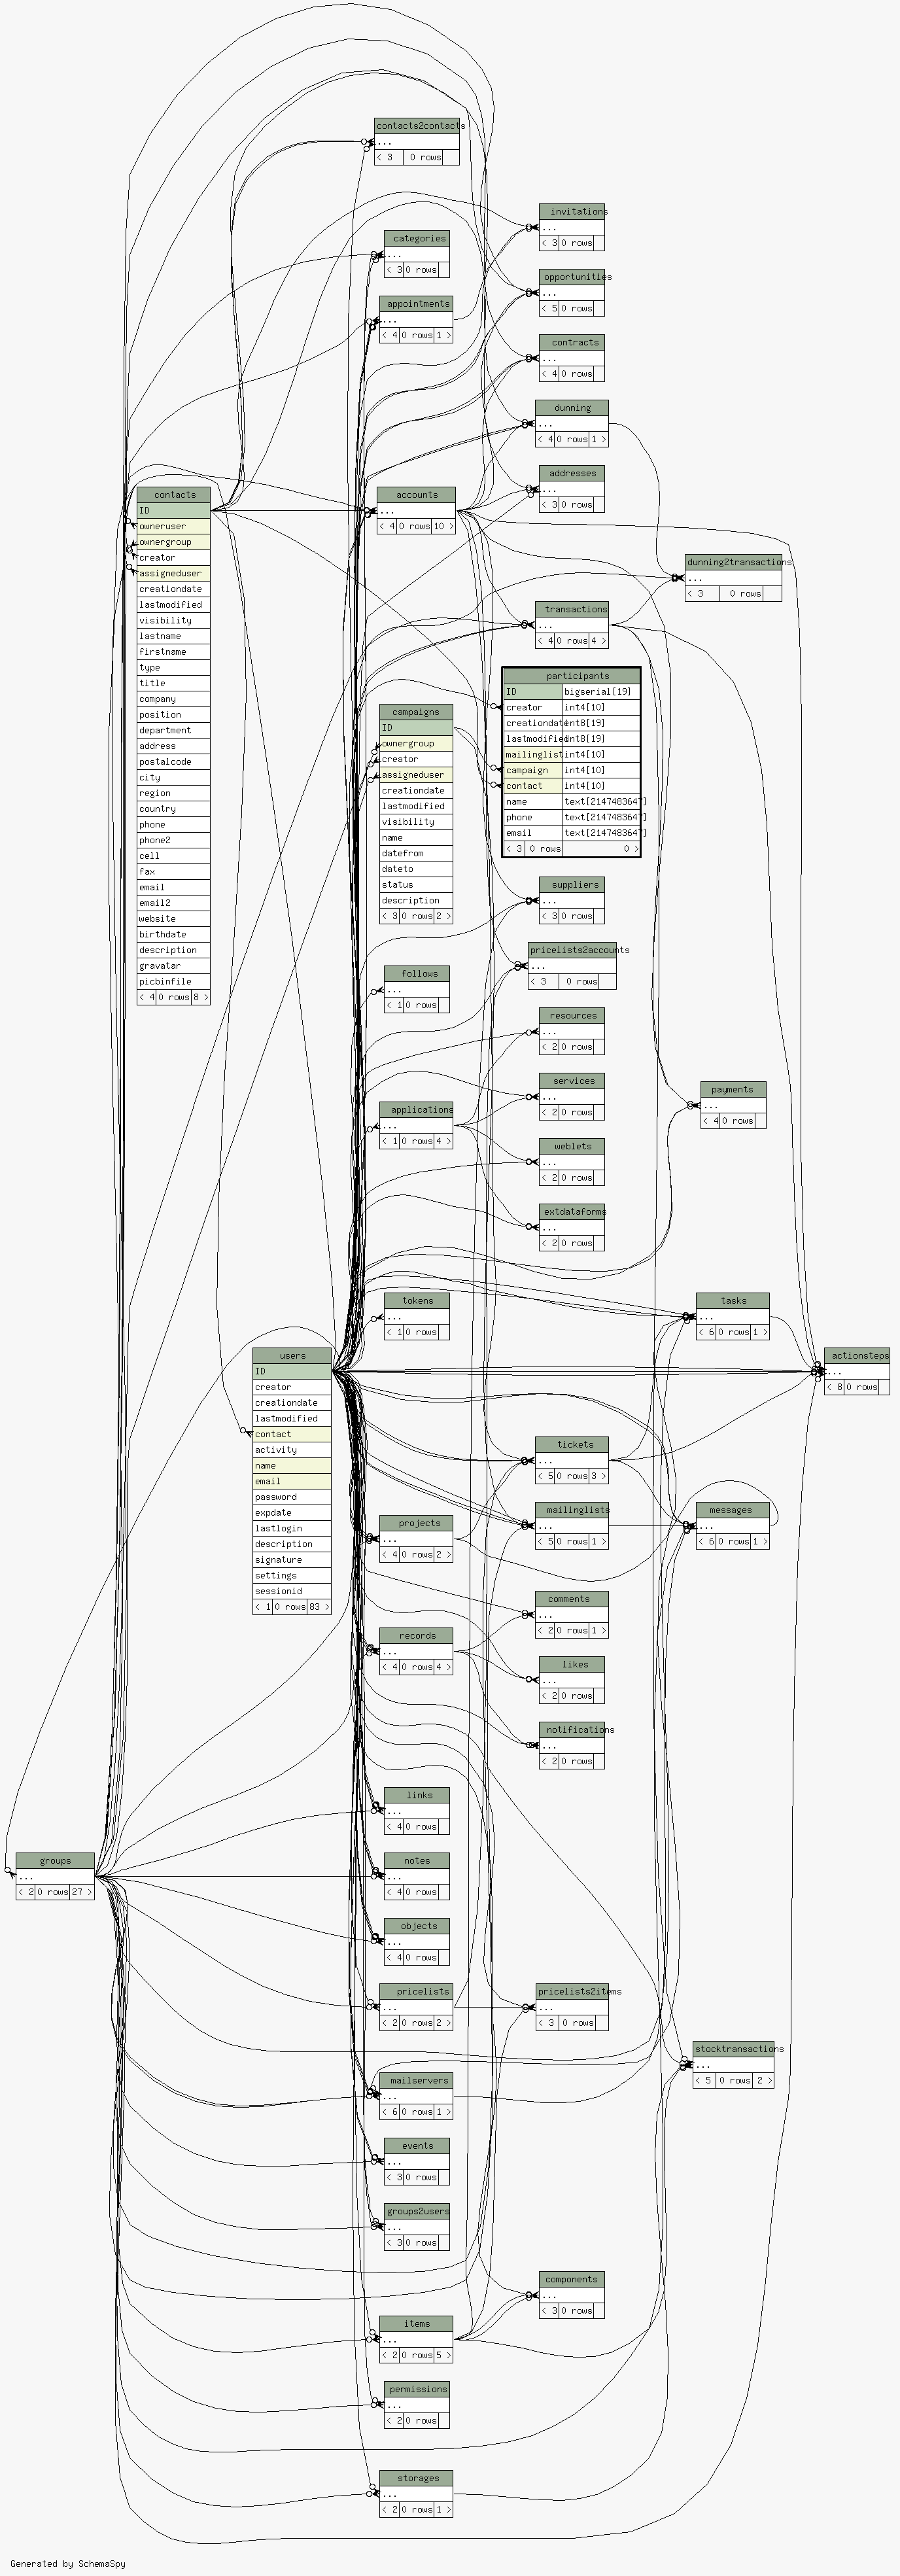 contacts2contacts
...
< 3 0 rows
invitations
...
< 3 0 rows
categories
...
< 3 0 rows
opportunities
...
< 5 0 rows
appointments
...
< 4 0 rows 1 >
contracts
...
< 4 0 rows
dunning
...
< 4 0 rows 1 >
addresses
...
< 3 0 rows
contacts
ID
owneruser
ownergroup
creator
assigneduser
creationdate
lastmodified
visibility
lastname
firstname
type
title
company
position
department
address
postalcode
city
region
country
phone
phone2
cell
fax
email
email2
website
birthdate
description
gravatar
picbinfile
< 4 0 rows 8 >
accounts
...
< 4 0 rows 10 >
dunning2transactions
...
< 3 0 rows
transactions
...
< 4 0 rows 4 >
participants
ID bigserial[19]
creator int4[10]
creationdate int8[19]
lastmodified int8[19]
mailinglist int4[10]
campaign int4[10]
contact int4[10]
name text[2147483647]
phone text[2147483647]
email text[2147483647]
< 3 0 rows 0 >
campaigns
ID
ownergroup
creator
assigneduser
creationdate
lastmodified
visibility
name
datefrom
dateto
status
description
< 3 0 rows 2 >
suppliers
...
< 3 0 rows
pricelists2accounts
...
< 3 0 rows
follows
...
< 1 0 rows
resources
...
< 2 0 rows
services
...
< 2 0 rows
payments
...
< 4 0 rows
applications
...
< 1 0 rows 4 >
weblets
...
< 2 0 rows
extdataforms
...
< 2 0 rows
tokens
...
< 1 0 rows
tasks
...
< 6 0 rows 1 >
users
ID
creator
creationdate
lastmodified
contact
activity
name
email
password
expdate
lastlogin
description
signature
settings
sessionid
< 1 0 rows 83 >
actionsteps
...
< 8 0 rows
tickets
...
< 5 0 rows 3 >
mailinglists
...
< 5 0 rows 1 >
messages
...
< 6 0 rows 1 >
projects
...
< 4 0 rows 2 >
comments
...
< 2 0 rows 1 >
records
...
< 4 0 rows 4 >
likes
...
< 2 0 rows
notifications
...
< 2 0 rows
links
...
< 4 0 rows
groups
...
< 2 0 rows 27 >
notes
...
< 4 0 rows
objects
...
< 4 0 rows
pricelists
...
< 2 0 rows 2 >
pricelists2items
...
< 3 0 rows
stocktransactions
...
< 5 0 rows 2 >
mailservers
...
< 6 0 rows 1 >
events
...
< 3 0 rows
groups2users
...
< 3 0 rows
components
...
< 3 0 rows
items
...
< 2 0 rows 5 >
permissions
...
< 2 0 rows
storages
...
< 2 0 rows 1 >
Generated by SchemaSpy